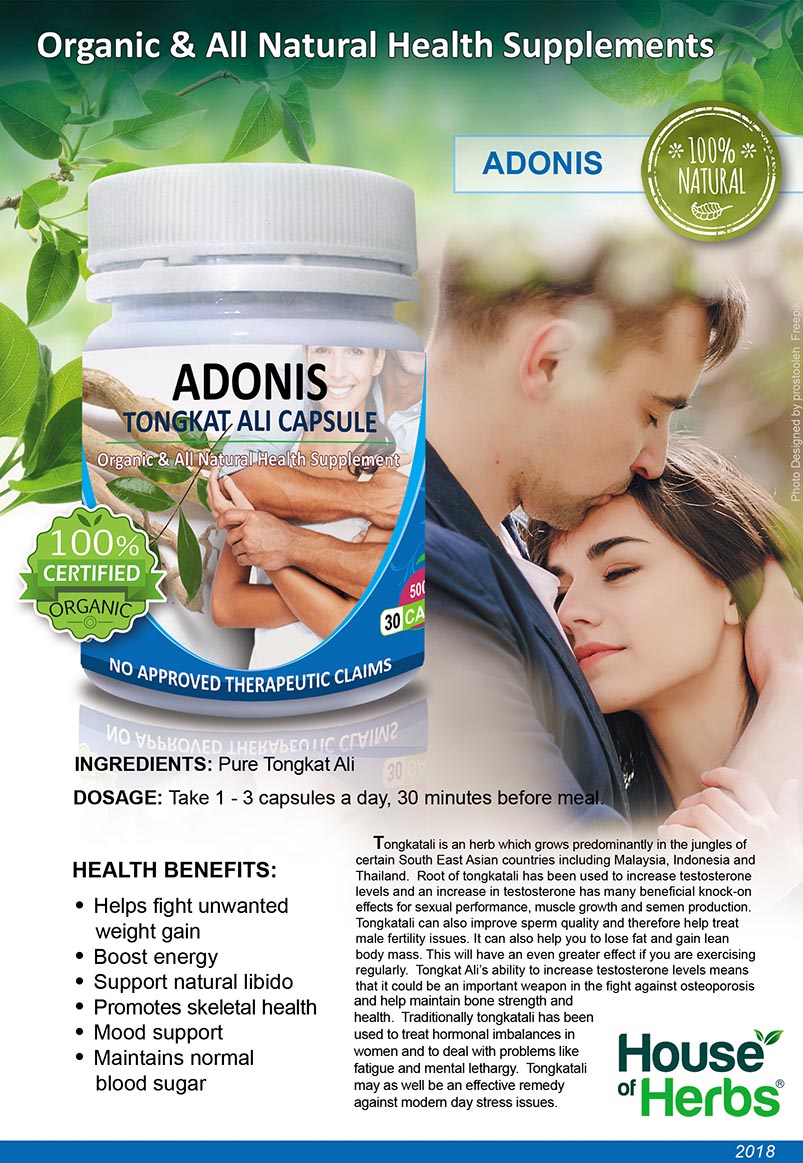 Organic & All Natural Health Supplements
ADONIS
100%
NATURAL
Photo Designed by prostooleh Freepik
ADONIS
TONGKAT ALI CAPSULE
Organic & All Natural Health Supplement
100%
CERTIFIED
ORGANIC
30
NO APPROVED THERAPEUTIC CLAIMS
INGREDIENTS: Pure Tongkat Ali
DOSAGE: Take 1 - 3 capsules a day, 30 minutes before meal.
HEALTH BENEFITS:
• Helps fight unwanted
weight gain
• Boost energy
• Support natural libido
• Promotes skeletal health
• Mood support
• Maintains normal
blood sugar
Tongkatali is an herb which grows predominantly in the jungles of
certain South East Asian countries including Malaysia, Indonesia and
Thailand. Root of tongkatali has been used to increase testosterone
levels and an increase in testosterone has many beneficial knock-on
effects for sexual performance, muscle growth and semen production.
Tongkatali can also improve sperm quality and therefore help treat
male fertility issues. It can also help you to lose fat and gain lean
body mass. This will have an even greater effect if you are exercising
regularly. Tongkat Ali's ability to increase testosterone levels means
that it could be an important weapon in the fight against osteoporosis
and help maintain bone strength and
health. Traditionally tongkatali has been
used to treat hormonal imbalances in
women and to deal with problems like
fatigue and mental lethargy. Tongkatali
may as well be an effective remedy
against modern day stress issues.
House
of Herbs®
2018